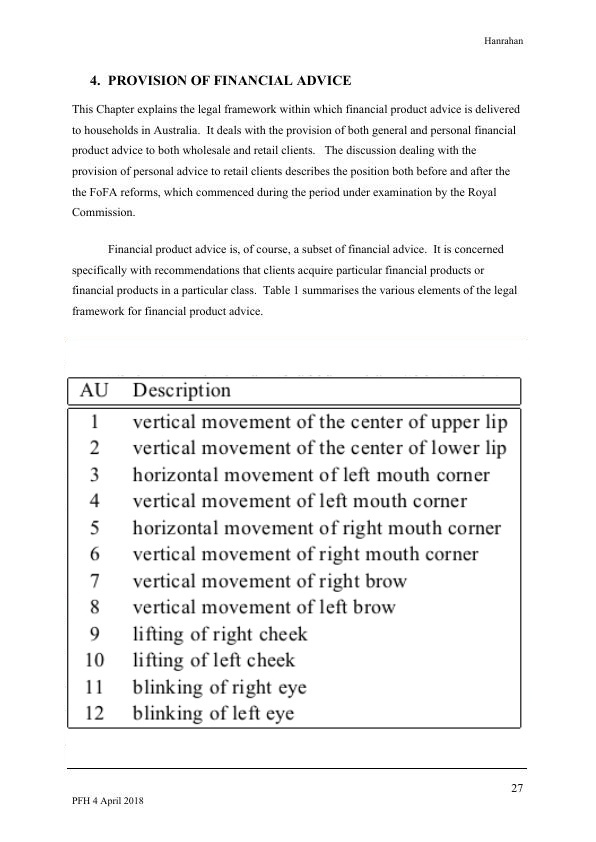 Hanrahan
4. PROVISION OF FINANCIAL ADVICE
This Chapter explains the legal framework within which financial product advice is delivered
to households in Australia. It deals with the provision of both general and personal financial
product advice to both wholesale and retail clients. The discussion dealing with the
provision of personal advice to retail clients describes the position both before and after the
the FoFA reforms, which commenced during the period under examination by the Royal
Commission.
Financial product advice is, of course, a subset of financial advice. It is concerned
specifically with recommendations that clients acquire particular financial products or
financial products in a particular class. Table 1 summarises the various elements of the legal
framework for financial product advice.
AU Description
1 vertical movement of the center of upper lip
2 vertical movement of the center of lower lip
3 horizontal movement of left mouth corner
4 vertical movement of left mouth corner
5 horizontal movement of right mouth corner
6 vertical movement of right mouth corner
7 vertical movement of right brow
8 vertical movement of left brow
9 lifting of right cheek
10 lifting of left cheek
11 blinking of right eye
12 blinking of left eye
27
PFH 4 April 2018